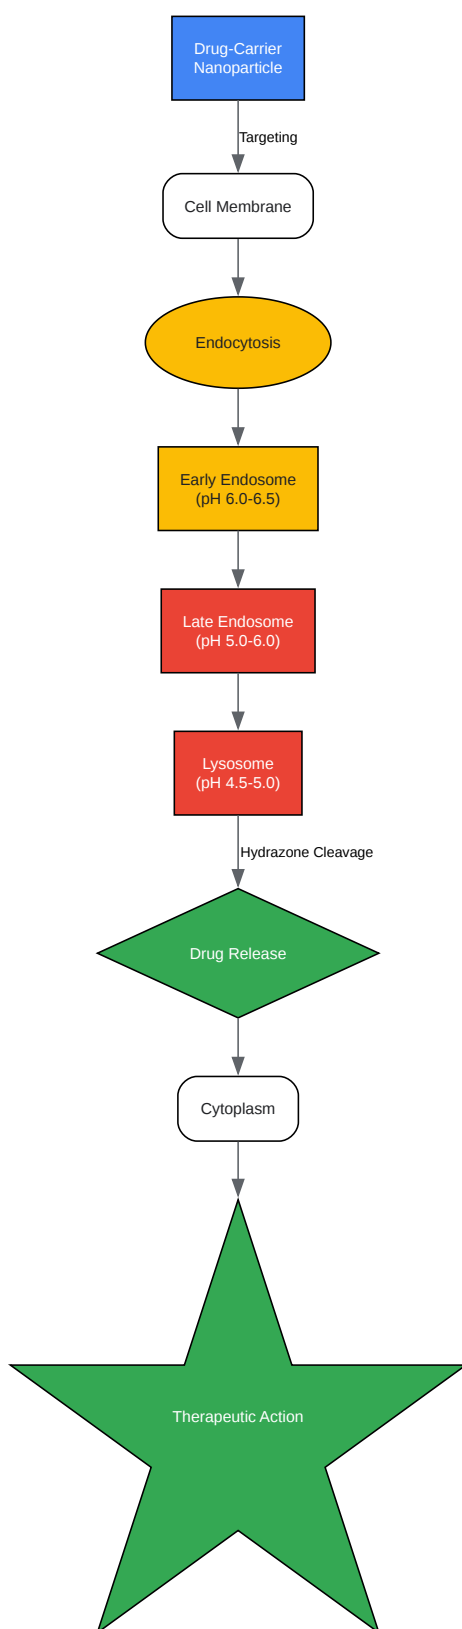 Drug-Carrier
Nanoparticle
Targeting
Cell Membrane
Endocytosis
Early Endosome
(pH 6.0-6.5)
Late Endosome
(pH 5.0-6.0)
Lysosome
(pH 4.5-5.0)
Hydrazone Cleavage
Drug Release
Cytoplasm
Therapeutic Action